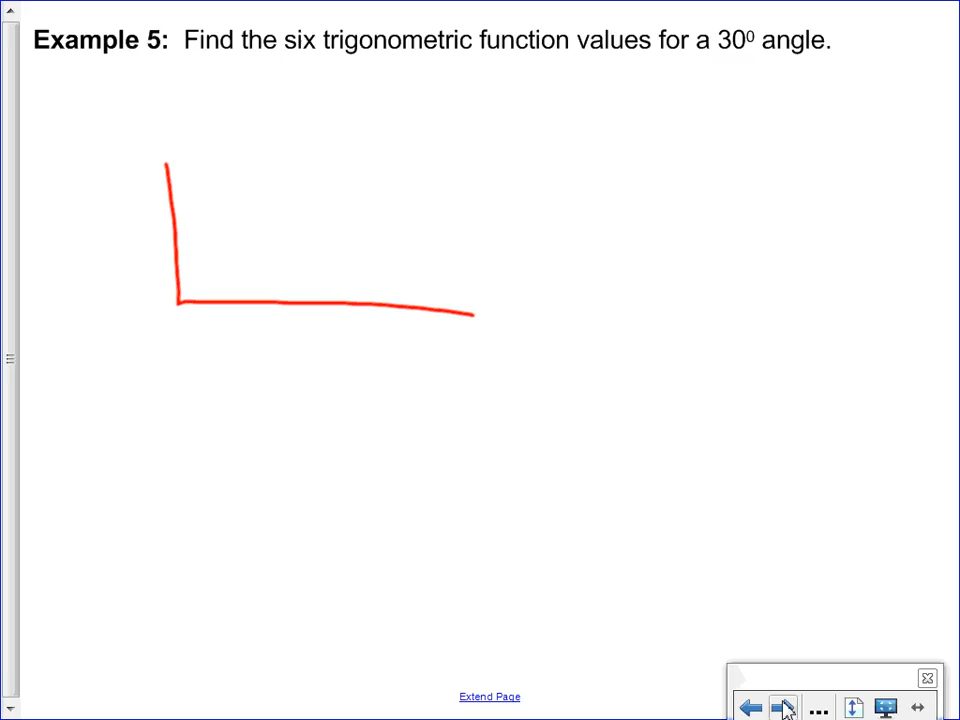 Example 5: Find the six trigonometric function values for a 30⁰ angle.
Extend Page
...